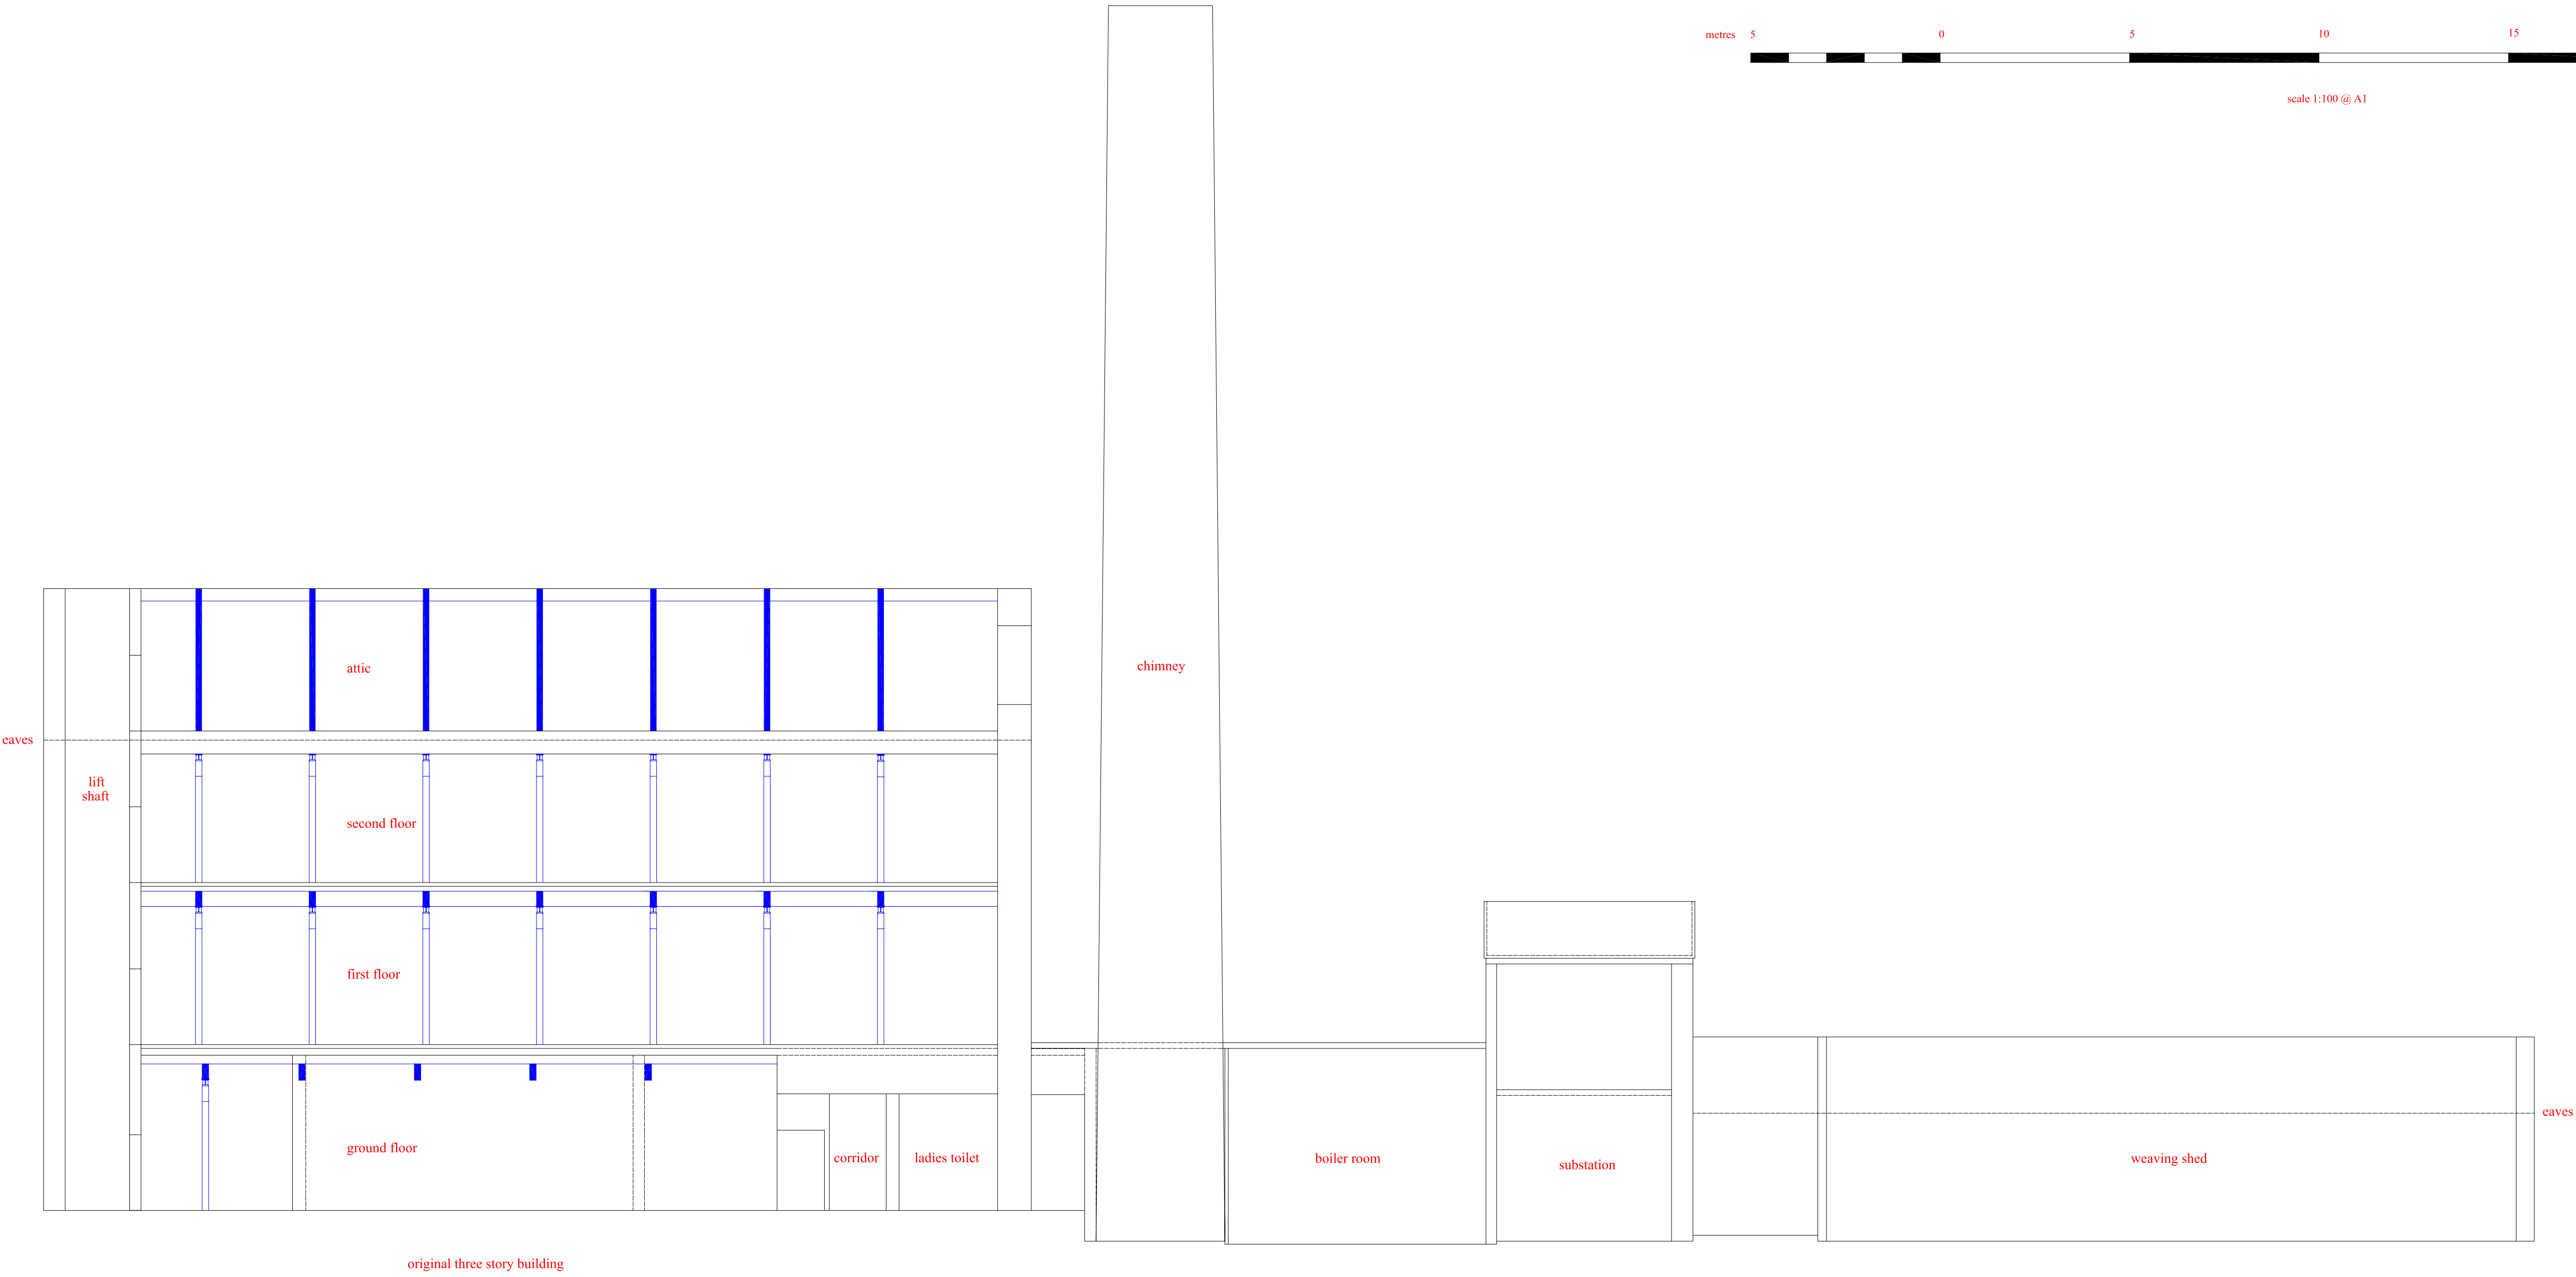 metres 5 0 5 10 15
scale 1:100 @ A1
chimney
attic
eaves
lift
shaft
second floor
first floor
ground floor
corridor
ladies toilet
boiler room
substation
weaving shed
eaves
original three story building